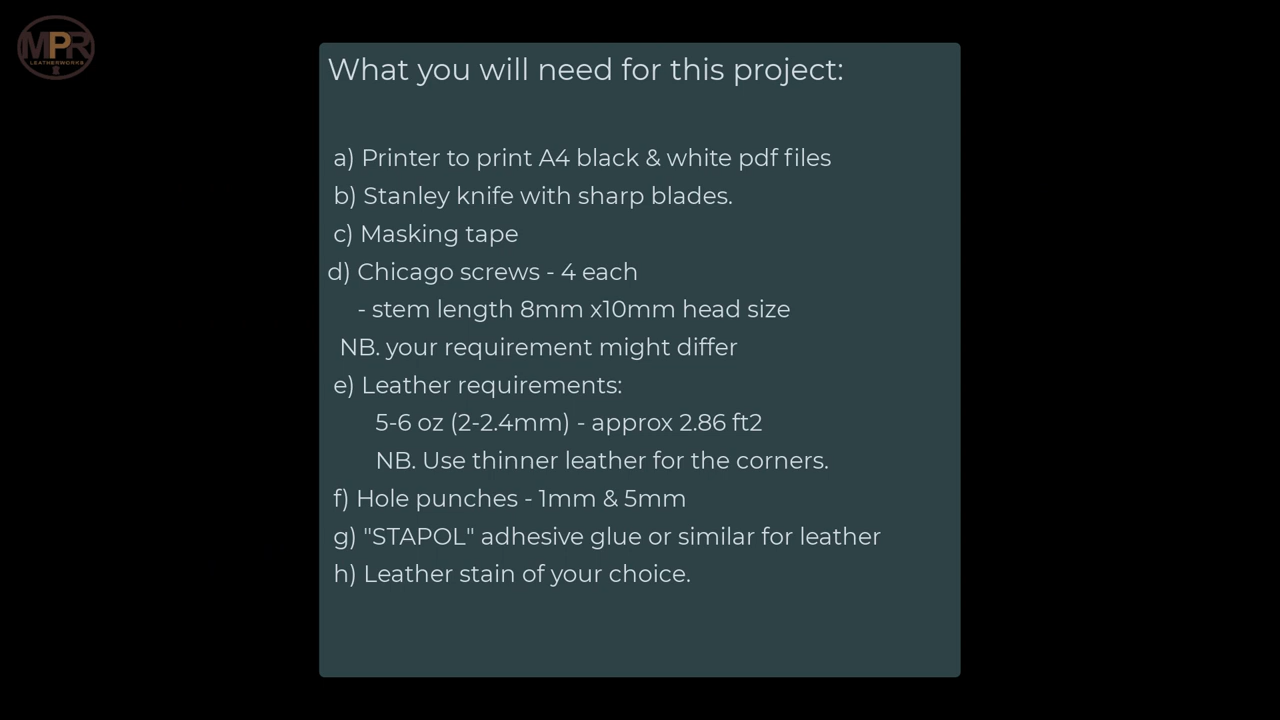 MPR
LEATHERWORKS
What you will need for this project:
a) Printer to print A4 black & white pdf files
b) Stanley knife with sharp blades.
c) Masking tape
d) Chicago screws - 4 each
- stem length 8mm x10mm head size
NB. your requirement might differ
e) Leather requirements:
5-6 oz (2-2.4mm) - approx 2.86 ft2
NB. Use thinner leather for the corners.
f) Hole punches - 1mm & 5mm
g) "STAPOL" adhesive glue or similar for leather
h) Leather stain of your choice.